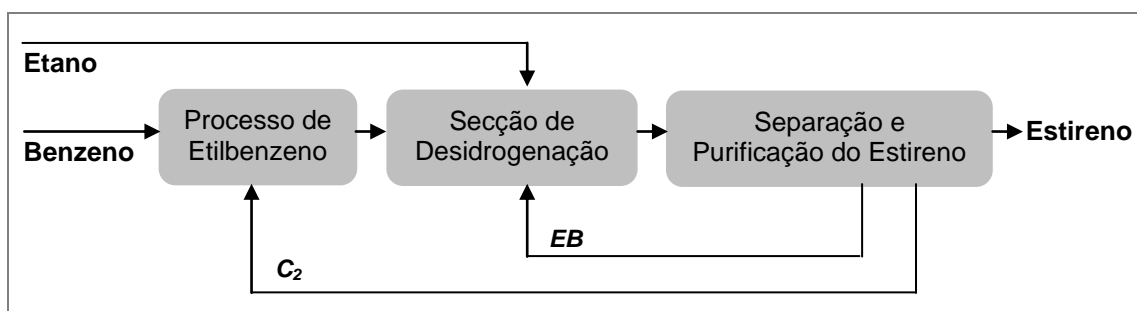 Etano
Benzeno
Processo de
Etilbenzeno
Secção de
Desidrogenação
Separação e
Purificação do Estireno
Estireno
EB
C₂